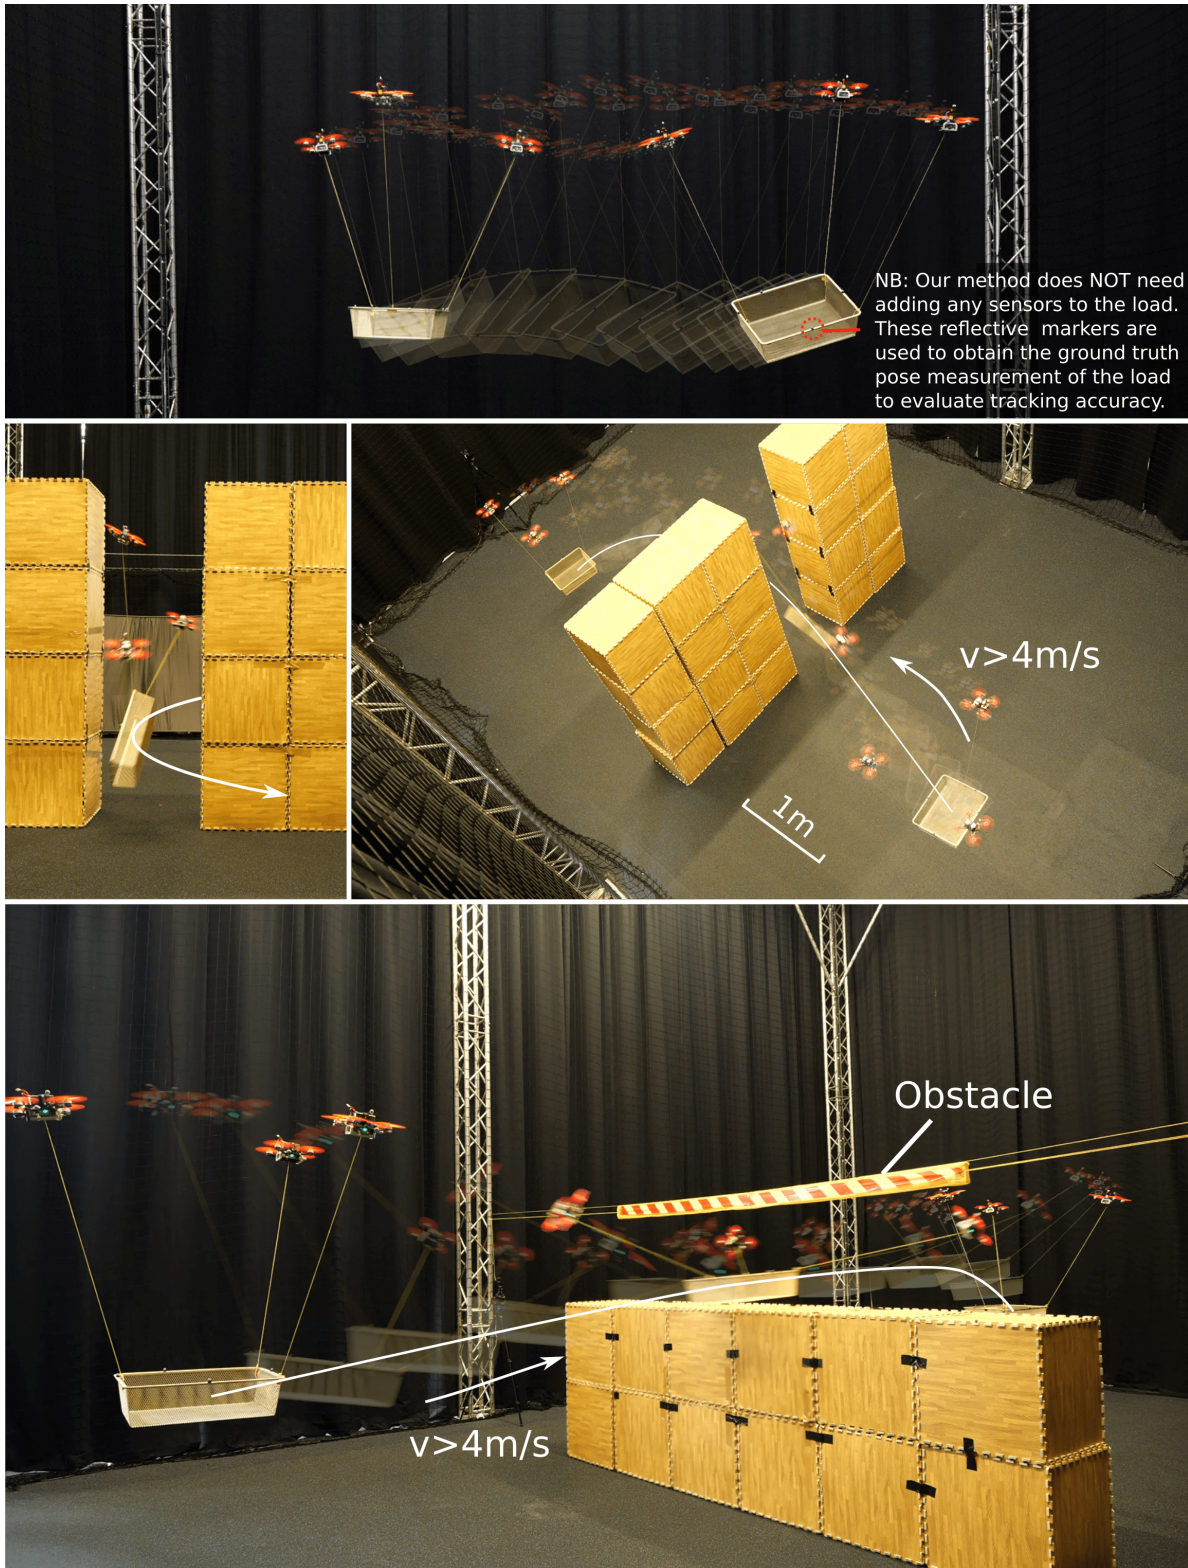 NB: Our method does NOT need
adding any sensors to the load.
These reflective  markers are
used to obtain the ground truth
pose measurement of the load
to evaluate tracking accuracy.
v>4m/s
1m
Obstacle
v>4m/s